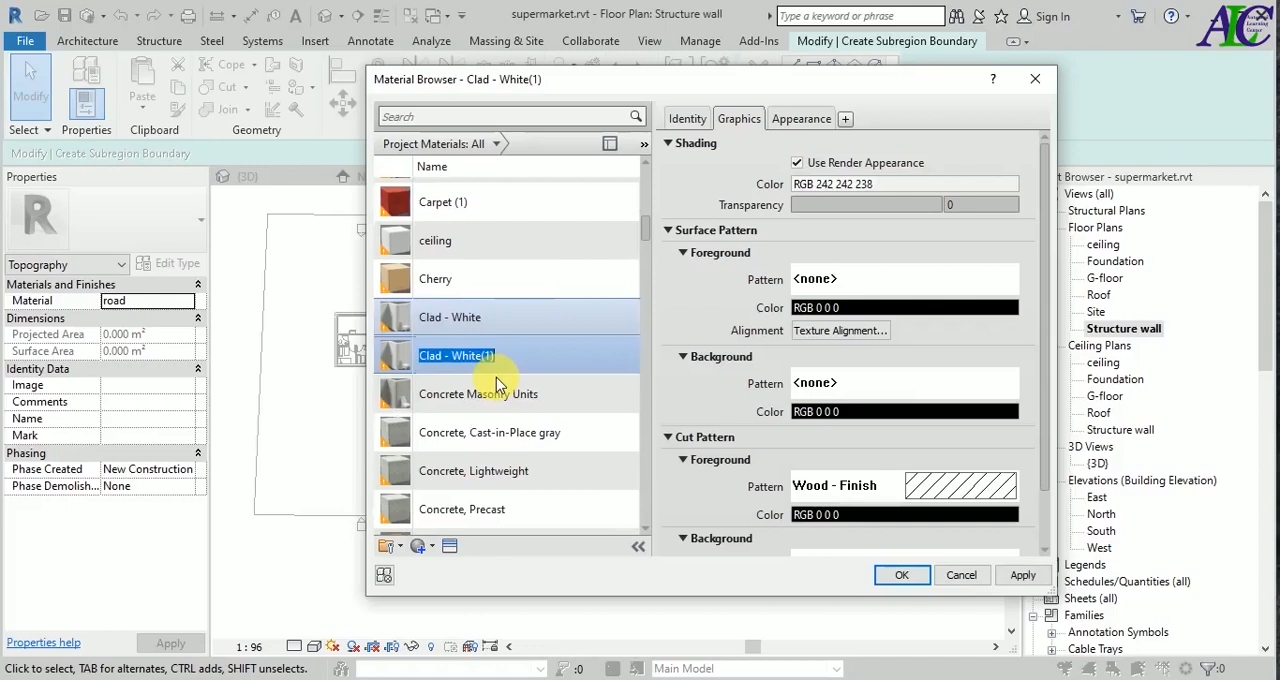 supermarket.rvt - Floor Plan: Structure wall
Type a keyword or phrase
Sign In
ALC
File
Architecture
Structure
Steel
Systems
Insert
Annotate
Analyze
Massing & Site
Collaborate
View
Manage
Add-Ins
Modify | Create Subregion Boundary
Modify
Paste
Cope
Cut
Join
Select
Properties
Clipboard
Geometry
Modify | Create Subregion Boundary
Properties
Topography
Edit Type
Materials and Finishes
Material road
Dimensions
Projected Area 0.000 m²
Surface Area 0.000 m²
Identity Data
Image
Comments
Name
Mark
Phasing
Phase Created New Construction
Phase Demolish... None
Properties help
Apply
{3D}
Material Browser - Clad - White(1)
Search
Project Materials: All
Name
Carpet (1)
ceiling
Cherry
Clad - White
Clad - White(1)
Concrete Masonry Units
Concrete, Cast-in-Place gray
Concrete, Lightweight
Concrete, Precast
Identity
Graphics
Appearance
Shading
Use Render Appearance
Color RGB 242 242 238
Transparency 0
Surface Pattern
Foreground
Pattern <none>
Color RGB 0 0 0
Alignment Texture Alignment...
Background
Pattern <none>
Color RGB 0 0 0
Cut Pattern
Foreground
Pattern Wood - Finish
Color RGB 0 0 0
Background
OK
Cancel
Apply
t Browser - supermarket.rvt
Views (all)
Structural Plans
Floor Plans
ceiling
Foundation
G-floor
Roof
Site
Structure wall
Ceiling Plans
ceiling
Foundation
G-floor
Roof
Structure wall
3D Views
{3D}
Elevations (Building Elevation)
East
North
South
West
Legends
Schedules/Quantities (all)
Sheets (all)
Families
Annotation Symbols
Cable Trays
1 : 96
Click to select, TAB for alternates, CTRL adds, SHIFT unselects.
:0
Main Model
:0